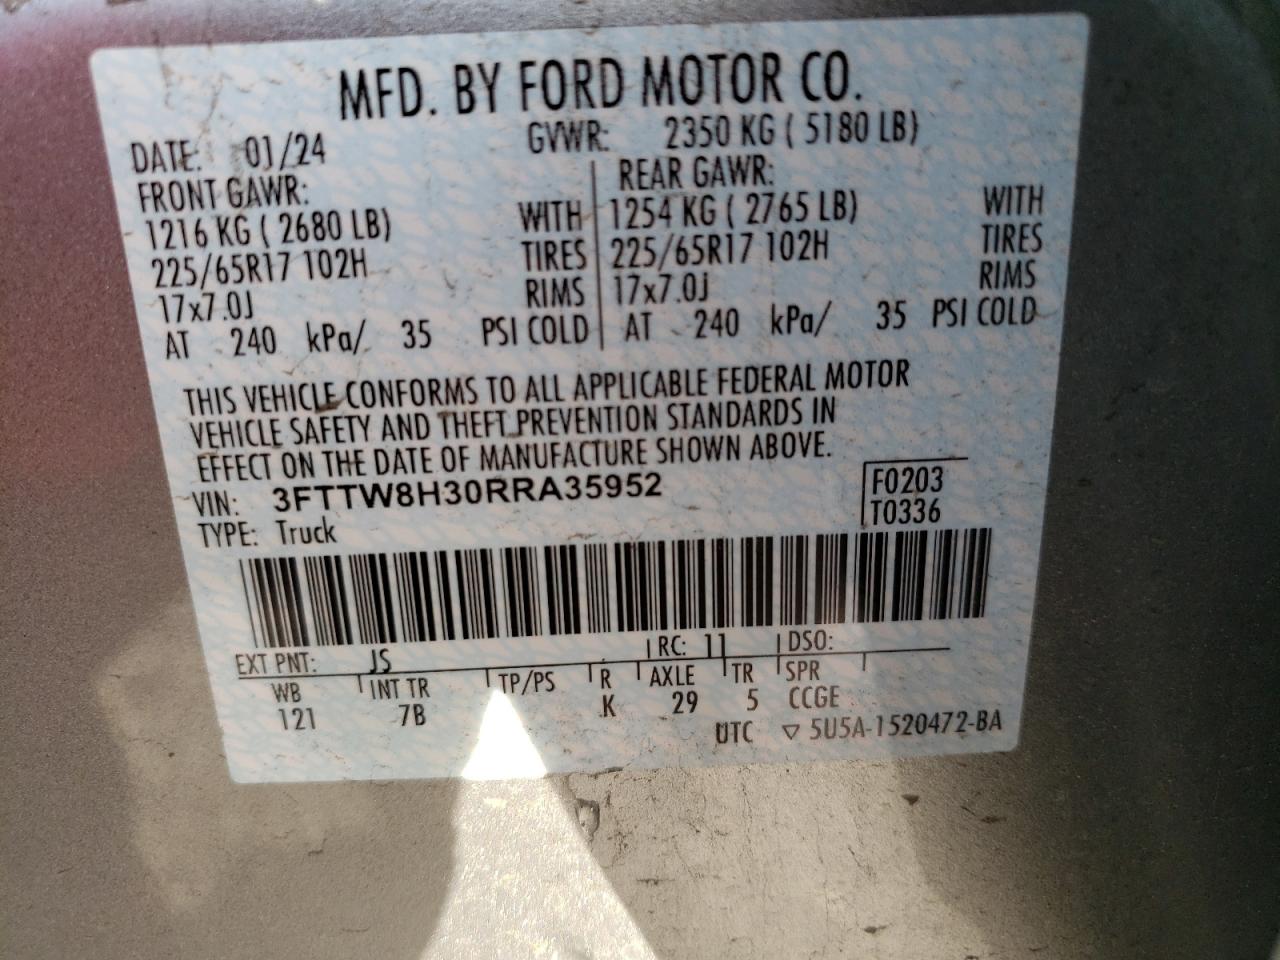 MFD. BY FORD MOTOR CO.
DATE: 01/24 GVWR: 2350 KG ( 5180 LB)
FRONT GAWR: REAR GAWR:
1216 KG ( 2680 LB) WITH 1254 KG ( 2765 LB) WITH
225/65R17 102H TIRES 225/65R17 102H TIRES
17x7.0J RIMS 17x7.0J RIMS
AT 240 kPa/ 35 PSI COLD AT 240 kPa/ 35 PSI COLD
THIS VEHICLE CONFORMS TO ALL APPLICABLE FEDERAL MOTOR
VEHICLE SAFETY AND THEFT PREVENTION STANDARDS IN
EFFECT ON THE DATE OF MANUFACTURE SHOWN ABOVE.
VIN: 3FTTW8H30RRA35952 F0203
TYPE: Truck T0336
EXT PNT: JS RC: 11 DSO:
WB INT TR TP/PS R AXLE TR SPR
121 7B K 29 5 CCGE
UTC ▽ 5U5A-1520472-BA